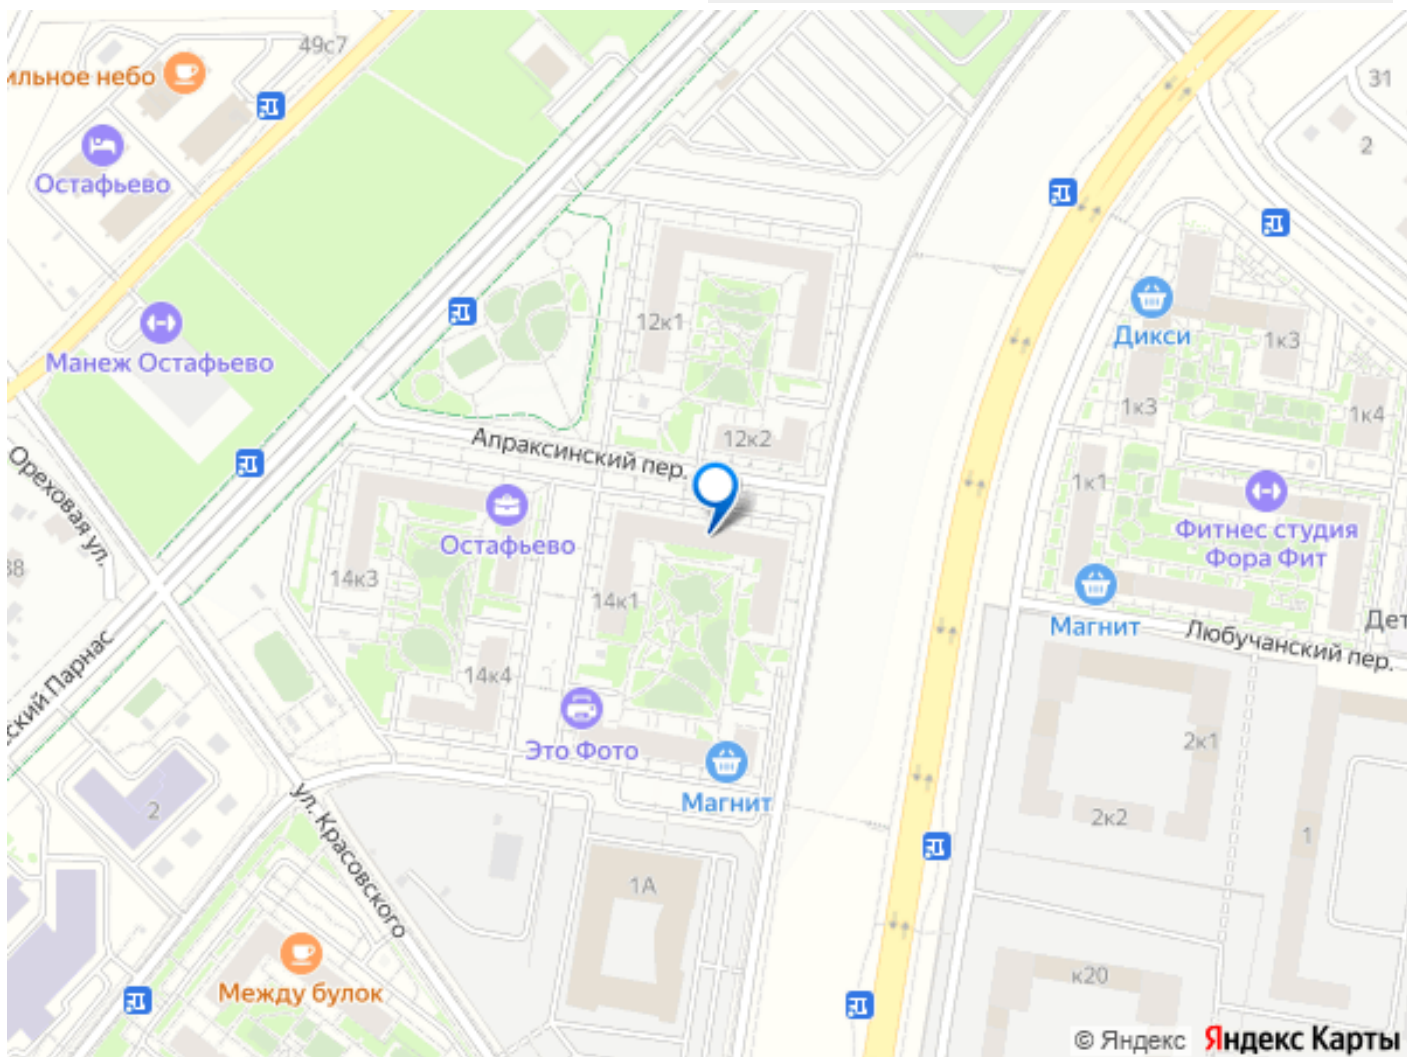 49с7
ильное небо
31
2
Остафьево
12к1
Дикси
1к3
Манеж Остафьево
1к3
1к4
12к2
Апраксинский пер.
Ореховая ул.
1к1
Фитнес студия
Фора Фит
Остафьево
38
14к3
14к1
Магнит
Дет
Любучанский пер.
ский Парнас
14к4
Это Фото
2к1
Магнит
2
2к2
1
ул. Красовского
1А
Между булок
к20
© Яндекс Яндекс Карты